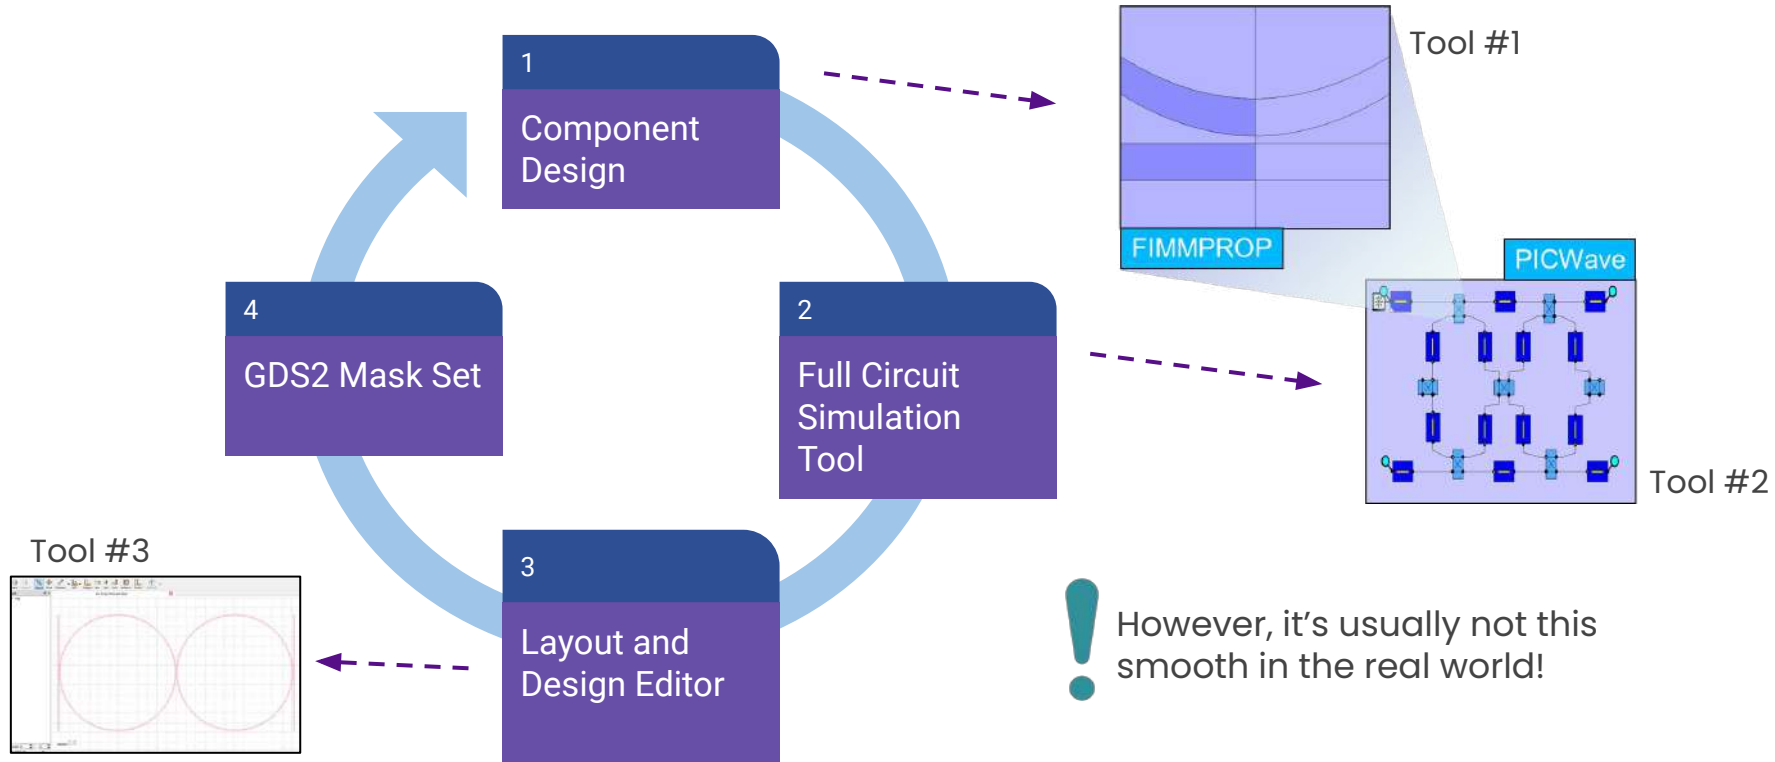 1
Component
Design
Tool #1
FIMMPROP
PICWave
4
GDS2 Mask Set
2
Full Circuit
Simulation
Tool
Tool #2
Tool #3
3
Layout and
Design Editor
However, it’s usually not this
smooth in the real world!